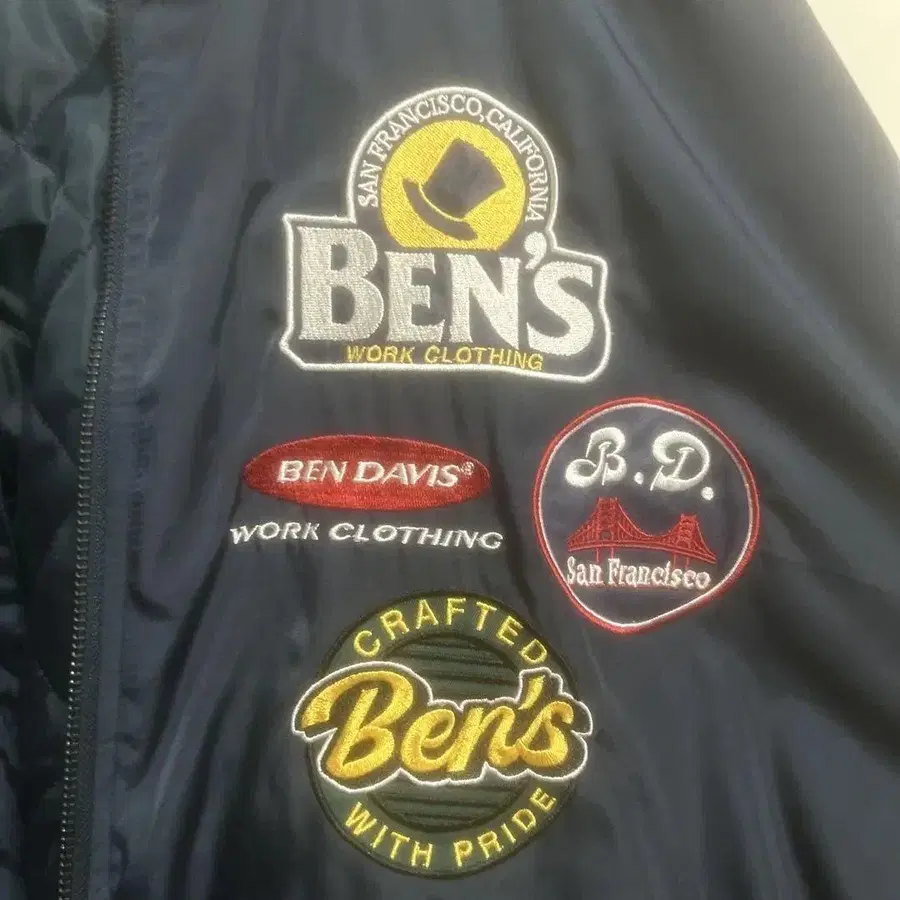 SAN FRANCISCO, CALIFORNIA
BEN'S
WORK CLOTHING
BEN DAVIS®
WORK CLOTHING
B.D.
San Francisco
CRAFTED
Ben's
WITH PRIDE